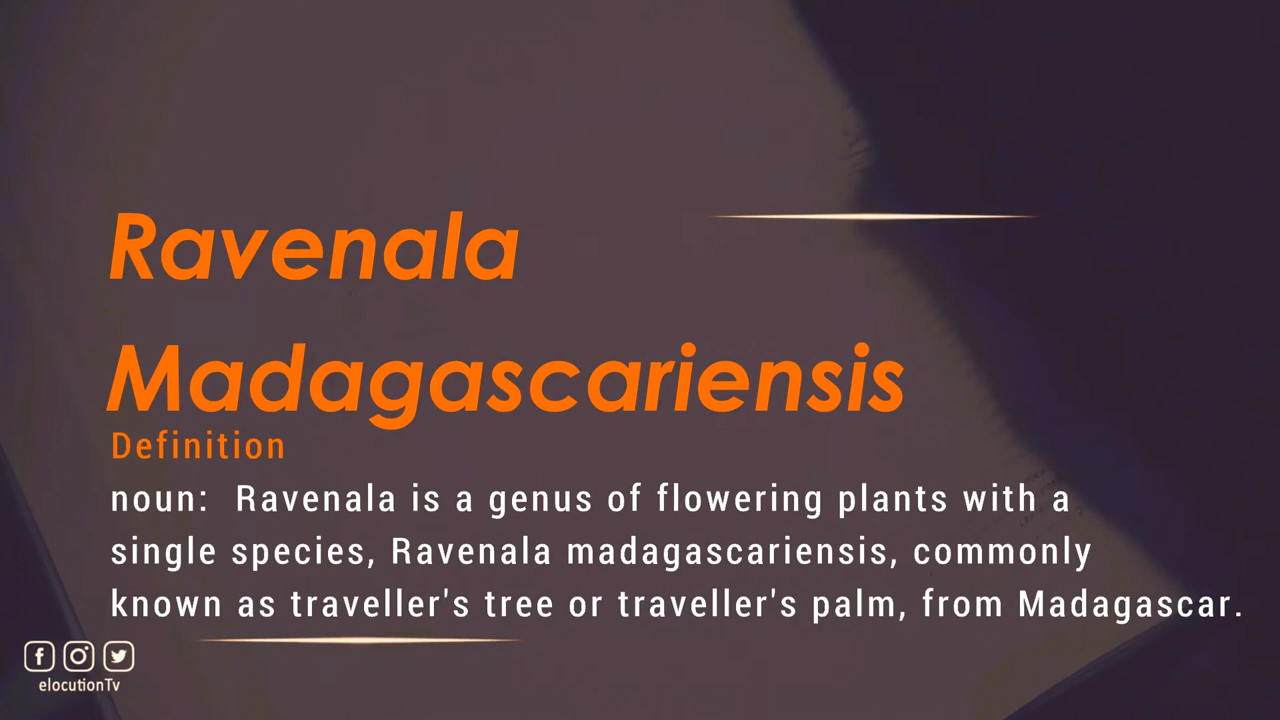 Ravenala
Madagascariensis
Definition
noun: Ravenala is a genus of flowering plants with a
single species, Ravenala madagascariensis, commonly
known as traveller's tree or traveller's palm, from Madagascar.
elocutionTv